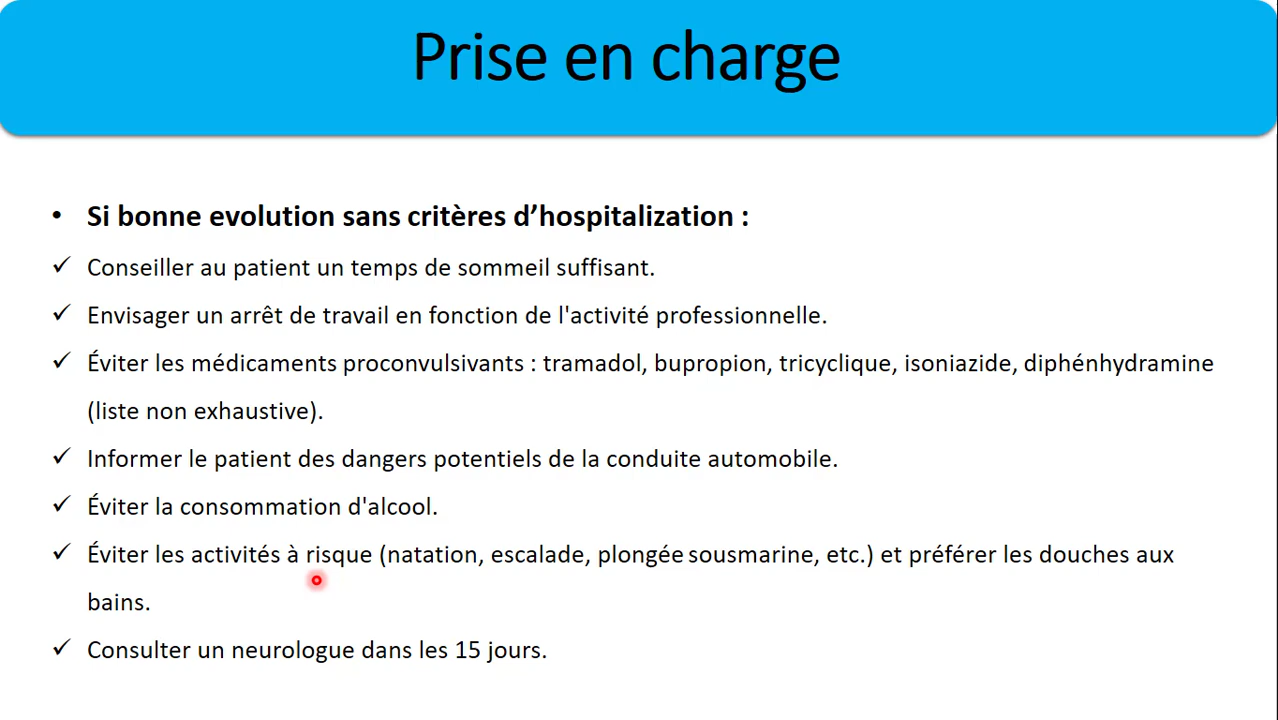 Prise en charge
• Si bonne evolution sans critères d’hospitalization :
✓ Conseiller au patient un temps de sommeil suffisant.
✓ Envisager un arrêt de travail en fonction de l'activité professionnelle.
✓ Éviter les médicaments proconvulsivants : tramadol, bupropion, tricyclique, isoniazide, diphénhydramine
(liste non exhaustive).
✓ Informer le patient des dangers potentiels de la conduite automobile.
✓ Éviter la consommation d'alcool.
✓ Éviter les activités à risque (natation, escalade, plongée sousmarine, etc.) et préférer les douches aux
bains.
✓ Consulter un neurologue dans les 15 jours.